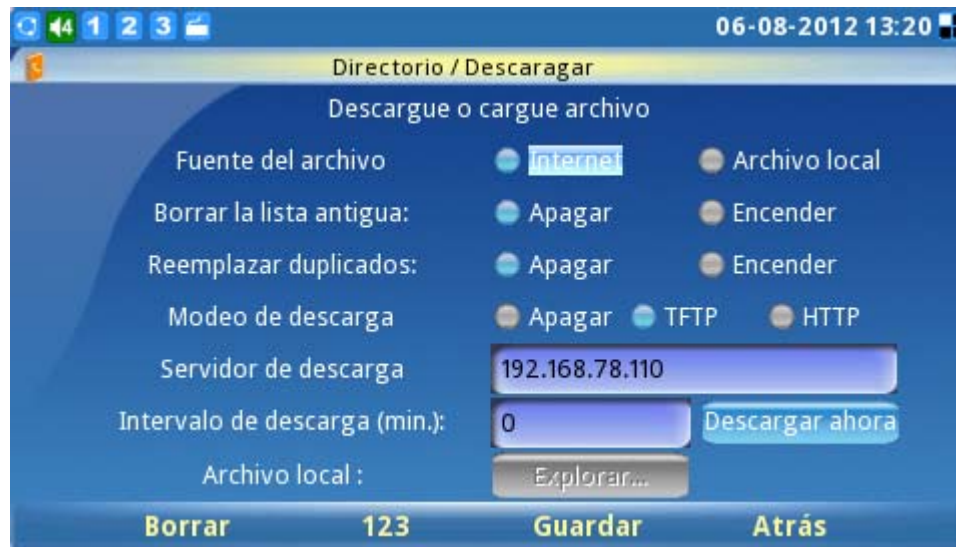 4 1 2 3 06-08-2012 13:20
Directorio / Descaragar
Descargue o cargue archivo
Fuente del archivo Internet Archivo local
Borrar la lista antigua: Apagar Encender
Reemplazar duplicados: Apagar Encender
Modeo de descarga Apagar TFTP HTTP
Servidor de descarga 192.168.78.110
Intervalo de descarga (min.): 0 Descargar ahora
Archivo local : Explorar...
Borrar 123 Guardar Atrás